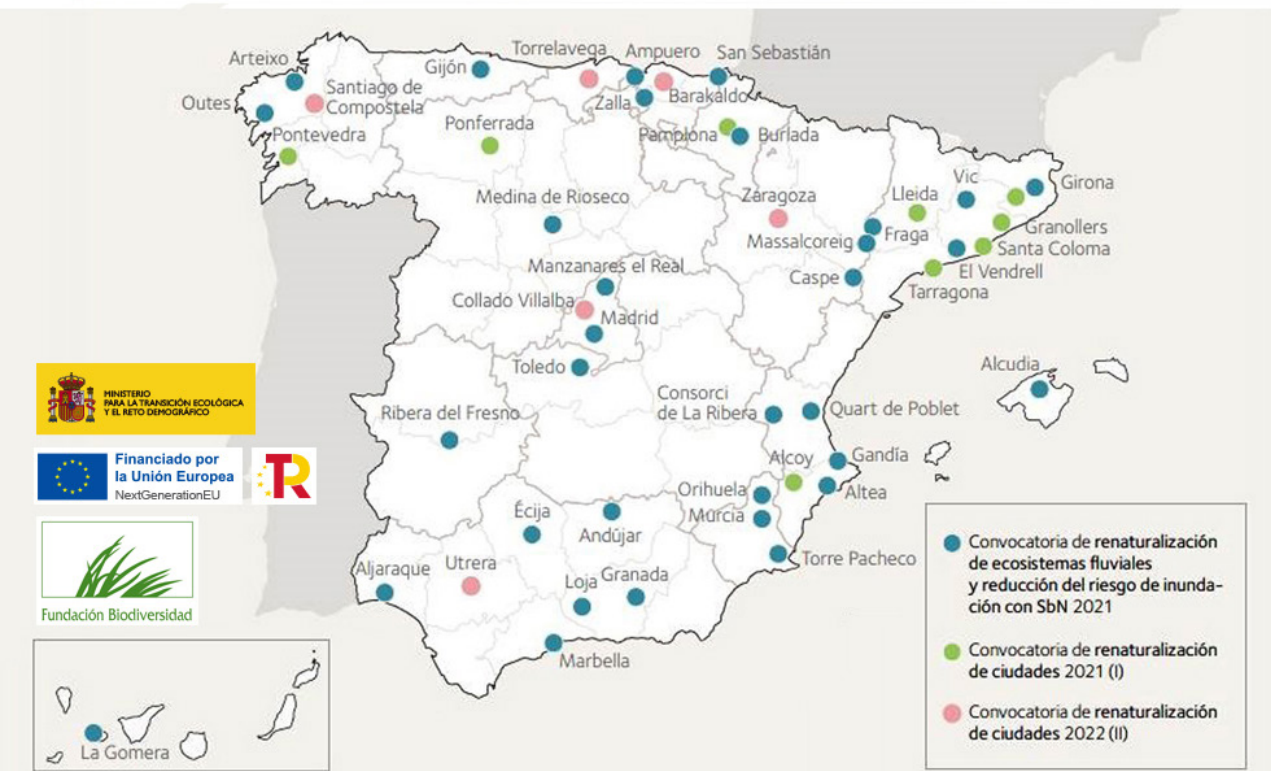 Arteixo
Gijón
Torrelavega
Ampuero
San Sebastián
Santiago de
Compostela
Outes
Zalla
Barakaldo
Pontevedra
Ponferrada
Pamplona
Burlada
Medina de Rioseco
Zaragoza
Lleida
Vic
Girona
Massalcoreig
Fraga
Granollers
Santa Coloma
El Vendrell
Manzanares el Real
Caspe
Tarragona
Collado Villalba
Madrid
Toledo
Alcudia
MINISTERIO
PARA LA TRANSICIÓN ECOLÓGICA
Y EL RETO DEMOGRÁFICO
Ribera del Fresno
Consorci
de La Ribera
Quart de Poblet
Financiado por
la Unión Europea
NextGenerationEU
TR
Alcoy
Gandía
Orihuela
Altea
Murcia
Écija
Andújar
Torre Pacheco
Fundación Biodiversidad
Aljaraque
Utrera
Loja
Granada
Marbella
La Gomera
Convocatoria de renaturalización
de ecosistemas fluviales
y reducción del riesgo de inunda-
ción con SbN 2021
Convocatoria de renaturalización
de ciudades 2021 (I)
Convocatoria de renaturalización
de ciudades 2022 (II)